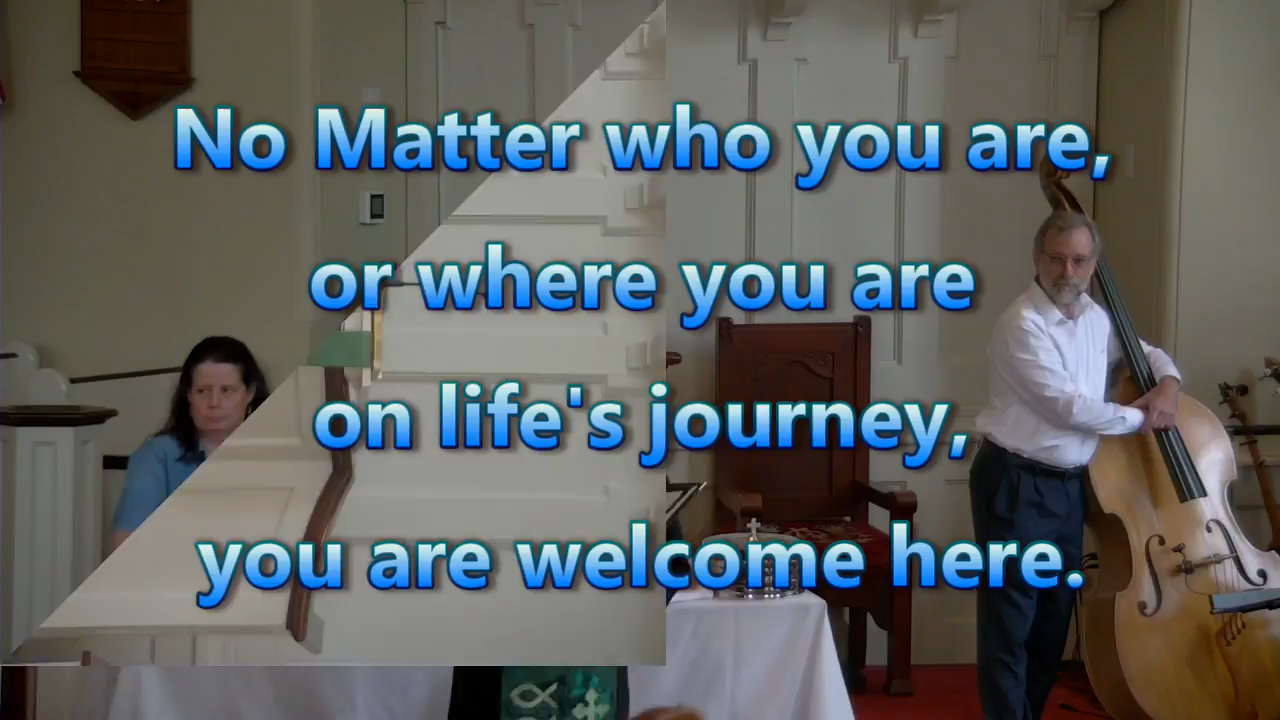 No Matter who you are,
or where you are
on life's journey,
you are welcome here.